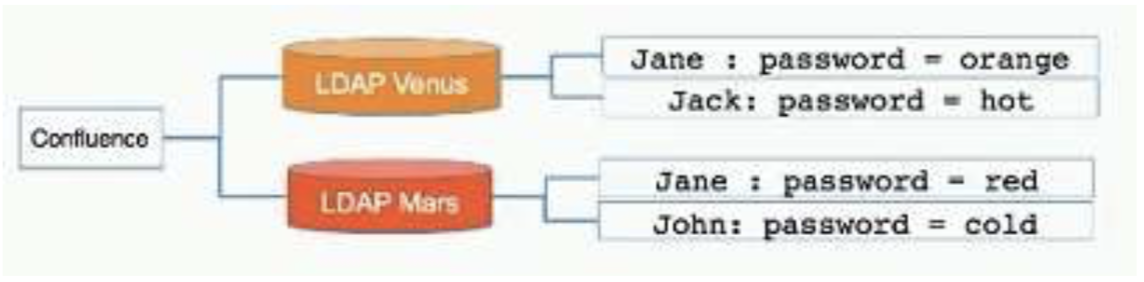 Confluence
LDAP Venus
Jane : password = orange
Jack: password = hot
LDAP Mars
Jane : password = red
John: password = cold